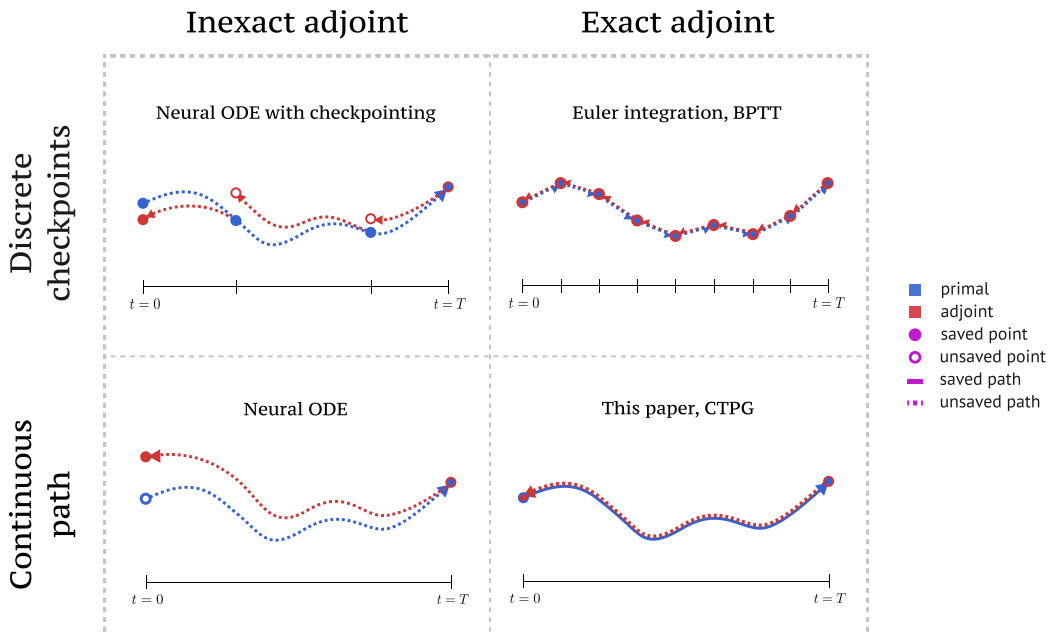 Inexact adjoint
Exact adjoint
Discrete
checkpoints
Neural ODE with checkpointing
t = 0
t = T
Euler integration, BPTT
t = 0
t = T
Continuous
path
Neural ODE
t = 0
t = T
This paper, CTPG
t = 0
t = T
primal
adjoint
saved point
unsaved point
saved path
unsaved path